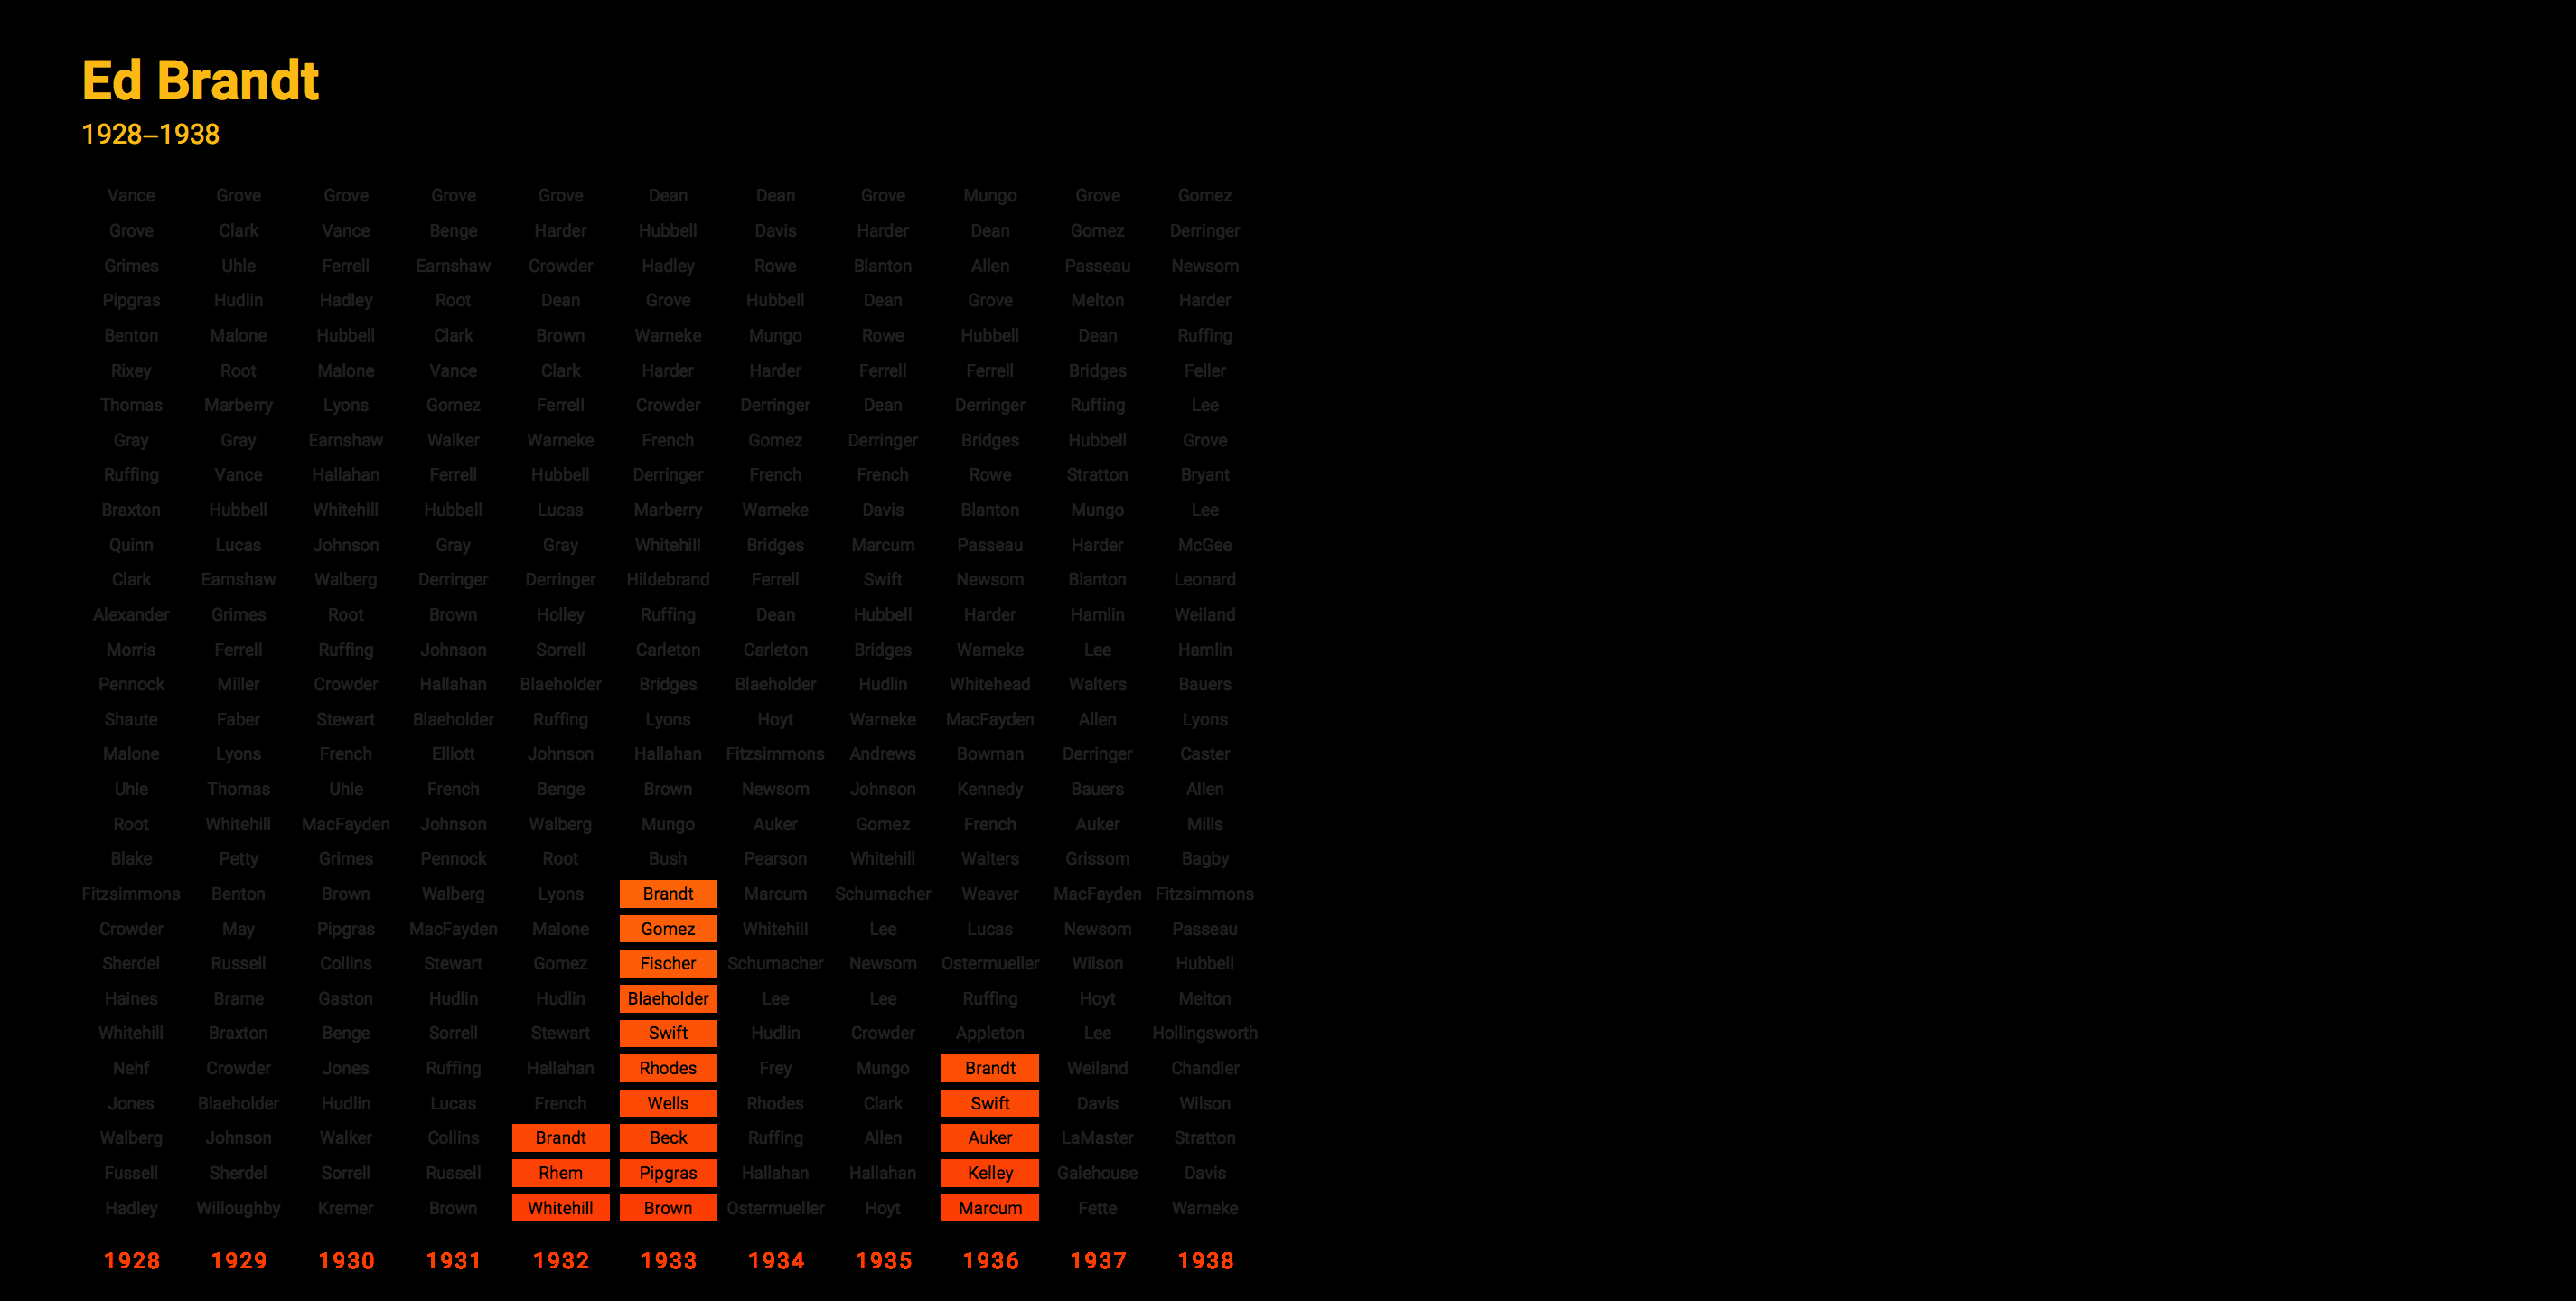 Ed Brandt
1928–1938
Vance Grove Grove Grove Grove Dean Dean Grove Mungo Grove Gomez
Grove Clark Vance Benge Harder Hubbell Davis Harder Dean Gomez Derringer
Grimes Uhle Ferrell Earnshaw Crowder Hadley Rowe Blanton Allen Passeau Newsom
Pipgras Hudlin Hadley Root Dean Grove Hubbell Dean Grove Melton Harder
Benton Malone Hubbell Clark Brown Warneke Mungo Rowe Hubbell Dean Ruffing
Rixey Root Malone Vance Clark Harder Harder Ferrell Ferrell Bridges Feller
Thomas Marberry Lyons Gomez Ferrell Crowder Derringer Dean Derringer Ruffing Lee
Gray Gray Earnshaw Walker Warneke French Gomez Derringer Bridges Hubbell Grove
Ruffing Vance Hallahan Ferrell Hubbell Derringer French French Rowe Stratton Bryant
Braxton Hubbell Whitehill Hubbell Lucas Marberry Warneke Davis Blanton Mungo Lee
Quinn Lucas Johnson Gray Gray Whitehill Bridges Marcum Passeau Harder McGee
Clark Earnshaw Walberg Derringer Derringer Hildebrand Ferrell Swift Newsom Blanton Leonard
Alexander Grimes Root Brown Holley Ruffing Dean Hubbell Harder Hamlin Weiland
Morris Ferrell Ruffing Johnson Sorrell Carleton Carleton Bridges Warneke Lee Hamlin
Pennock Miller Crowder Hallahan Blaeholder Bridges Blaeholder Hudlin Whitehead Walters Bauers
Shaute Faber Stewart Blaeholder Ruffing Lyons Hoyt Warneke MacFayden Allen Lyons
Malone Lyons French Elliott Johnson Hallahan Fitzsimmons Andrews Bowman Derringer Caster
Uhle Thomas Uhle French Benge Brown Newsom Johnson Kennedy Bauers Allen
Root Whitehill MacFayden Johnson Walberg Mungo Auker Gomez French Auker Mills
Blake Petty Grimes Pennock Root Bush Pearson Whitehill Walters Grissom Bagby
Fitzsimmons Benton Brown Walberg Lyons Brandt Marcum Schumacher Weaver MacFayden Fitzsimmons
Crowder May Pipgras MacFayden Malone Gomez Whitehill Lee Lucas Newsom Passeau
Sherdel Russell Collins Stewart Gomez Fischer Schumacher Newsom Ostermueller Wilson Hubbell
Haines Brame Gaston Hudlin Hudlin Blaeholder Lee Lee Ruffing Hoyt Melton
Whitehill Braxton Benge Sorrell Stewart Swift Hudlin Crowder Appleton Lee Hollingsworth
Nehf Crowder Jones Ruffing Hallahan Rhodes Frey Mungo Brandt Weiland Chandler
Jones Blaeholder Hudlin Lucas French Wells Rhodes Clark Swift Davis Wilson
Walberg Johnson Walker Collins Brandt Beck Ruffing Allen Auker LaMaster Stratton
Fussell Sherdel Sorrell Russell Rhem Pipgras Hallahan Hallahan Kelley Galehouse Davis
Hadley Willoughby Kremer Brown Whitehill Brown Ostermueller Hoyt Marcum Fette Warneke
1928 1929 1930 1931 1932 1933 1934 1935 1936 1937 1938